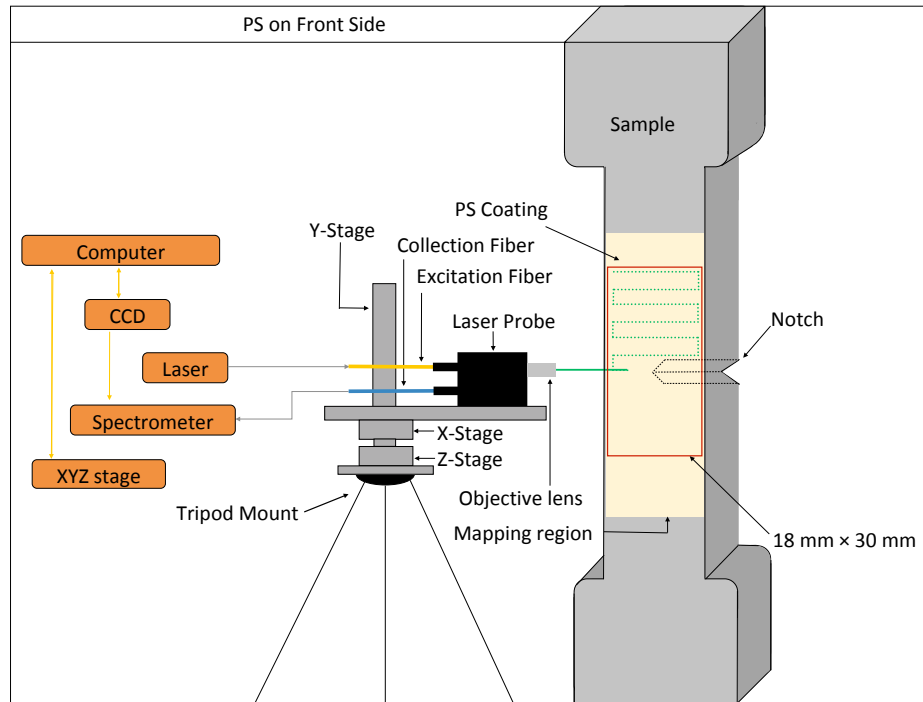 PS on Front Side
Sample
PS Coating
Y-Stage
Collection Fiber
Computer
Excitation Fiber
CCD
Laser Probe
Notch
Laser
Spectrometer
X-Stage
Z-Stage
XYZ stage
Objective lens
Tripod Mount
Mapping region
18 mm × 30 mm